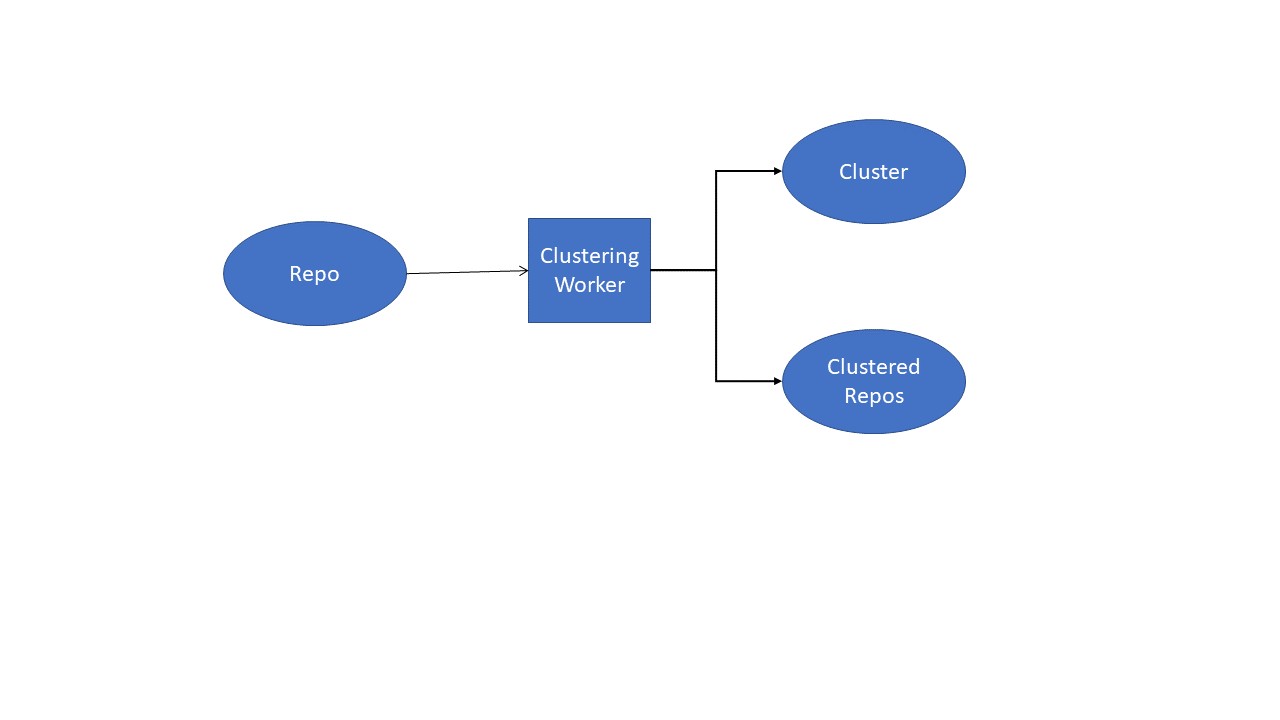 Cluster
Clustering
Worker
Repo
Clustered
Repos